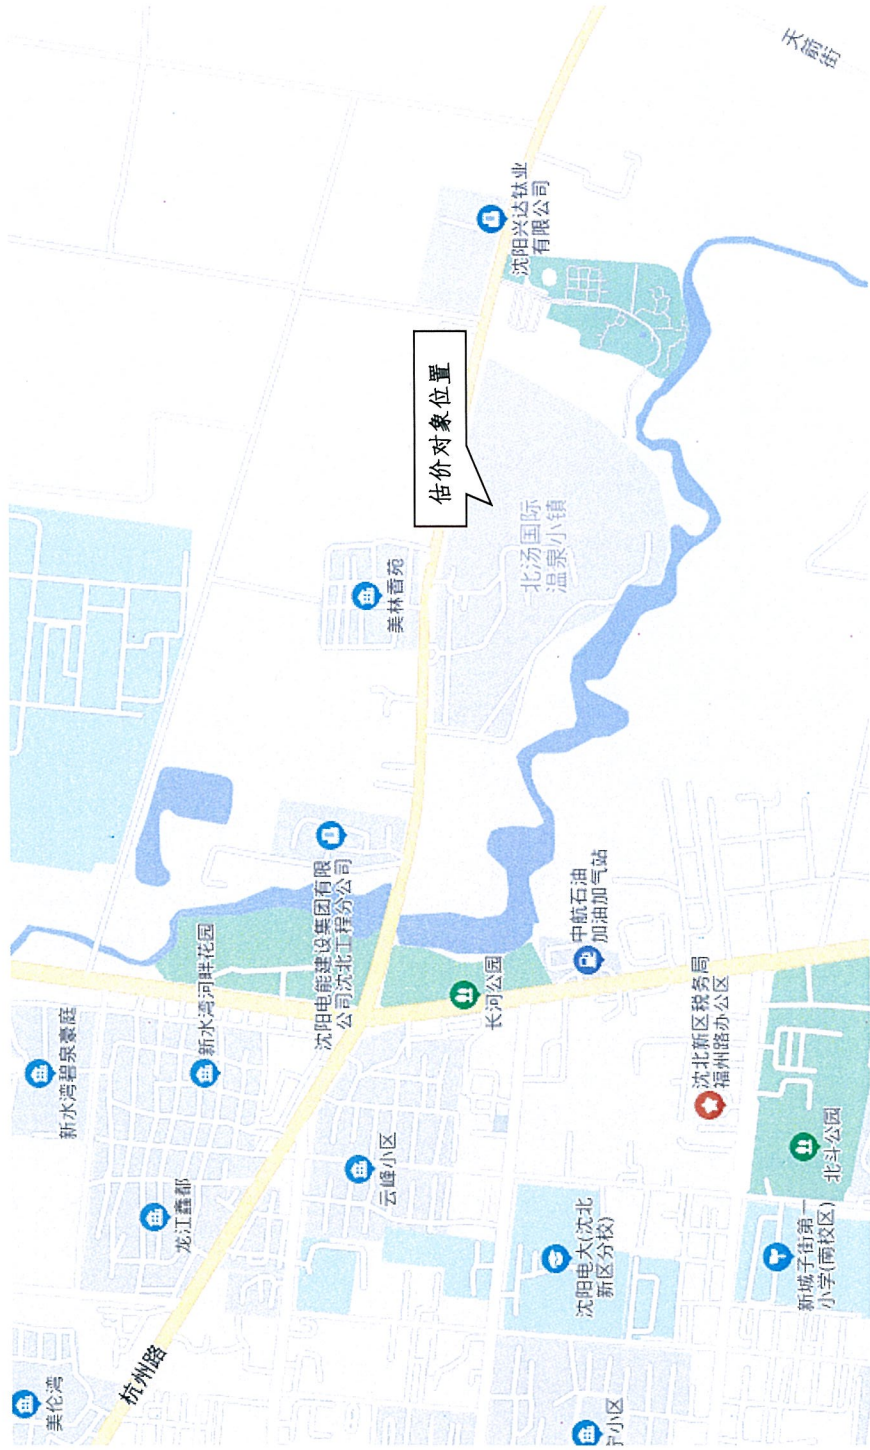 美伦湾
新水湾碧泉豪庭
杭州路
龙江鑫都
新水湾河畔花园
沈阳电能建设集团有限
公司沈北工程分公司
云峰小区
美林香苑
估价对象位置
长河公园
沈阳兴达钛业
有限公司
北汤国际
温泉小镇
中航石油
加油加气站
沈阳电大(沈北
新区分校)
小区
沈北新区税务局
福州路办公区
新城子街第一
小学(南校区)
北斗公园
天箭街